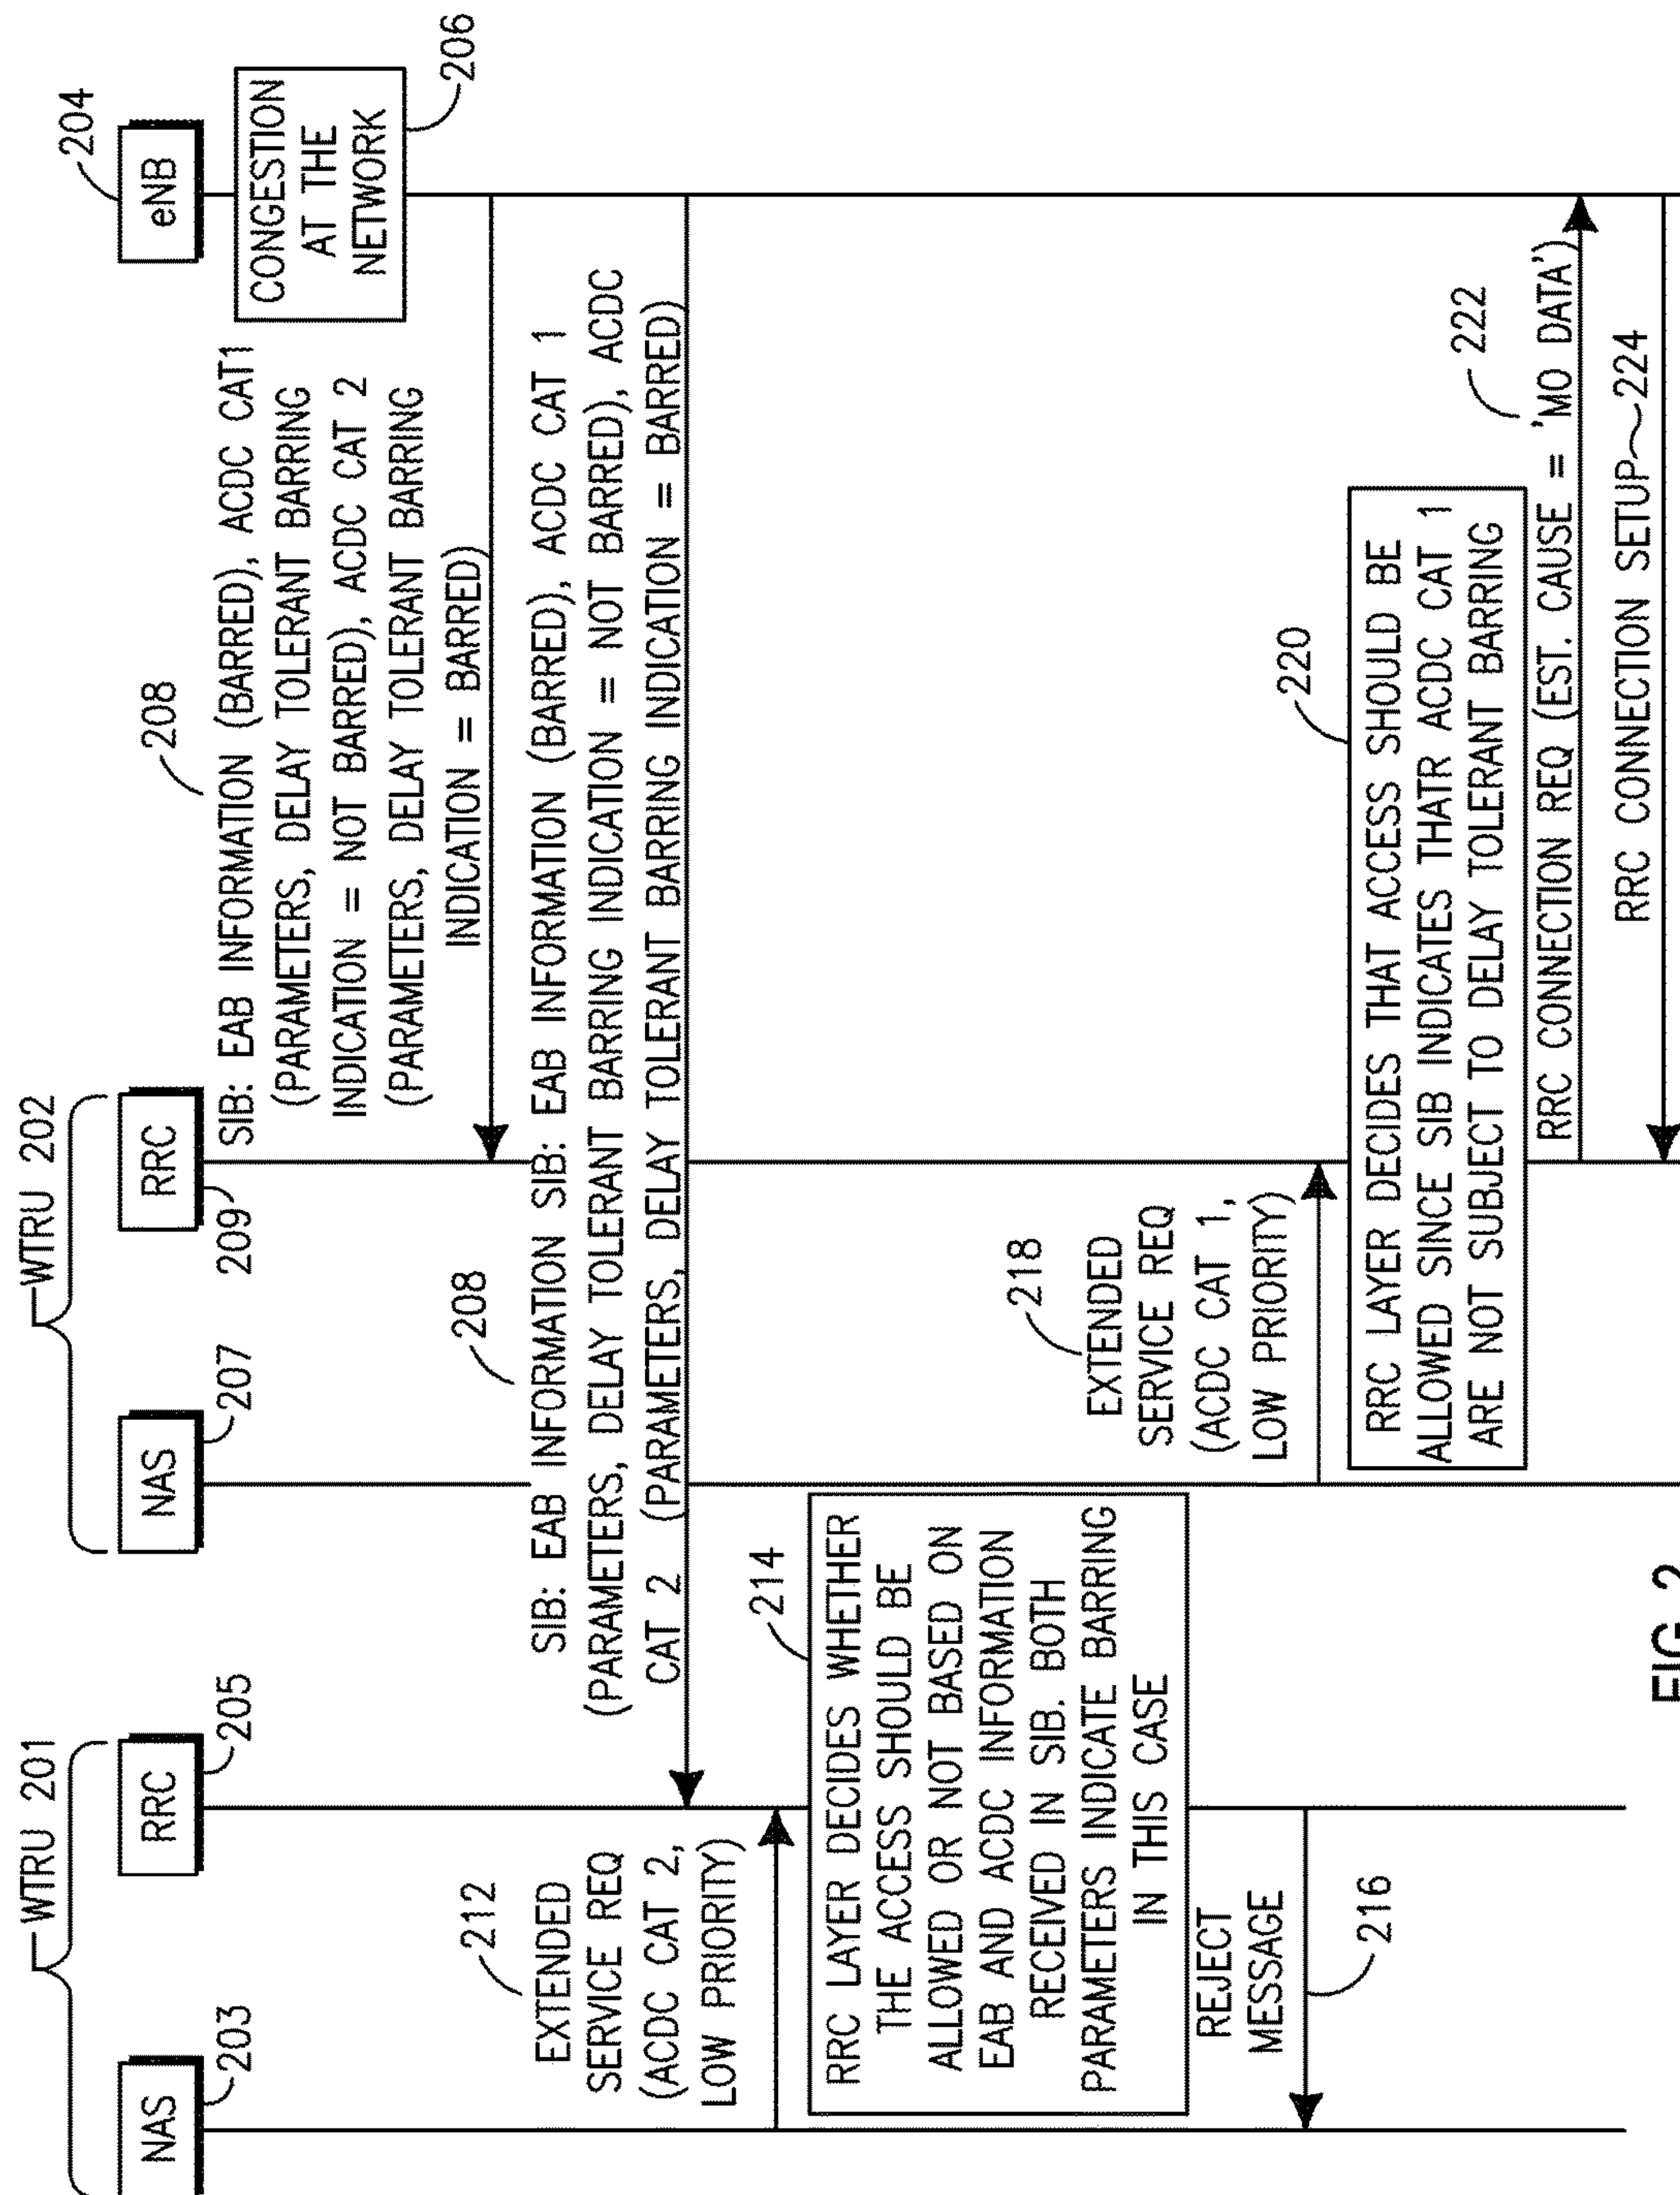 WTRU 201
WTRU 202
NAS
203
RRC
205
NAS
207
RRC
209
eNB
204
CONGESTION
AT THE
NETWORK
206
208
SIB: EAB INFORMATION (BARRED), ACDC CAT1
(PARAMETERS, DELAY TOLERANT BARRING
INDICATION = NOT BARRED), ACDC CAT 2
(PARAMETERS, DELAY TOLERANT BARRING
INDICATION = BARRED)
208
SIB: EAB INFORMATION SIB: EAB INFORMATION (BARRED), ACDC CAT 1
(PARAMETERS, DELAY TOLERANT BARRING INDICATION = NOT BARRED), ACDC
CAT 2 (PARAMETERS, DELAY TOLERANT BARRING INDICATION = BARRED)
212
EXTENDED
SERVICE REQ
(ACDC CAT 2,
LOW PRIORITY)
214
RRC LAYER DECIDES WHETHER
THE ACCESS SHOULD BE
ALLOWED OR NOT BASED ON
EAB AND ACDC INFORMATION
RECEIVED IN SIB. BOTH
PARAMETERS INDICATE BARRING
IN THIS CASE
REJECT
MESSAGE
216
218
EXTENDED
SERVICE REQ
(ACDC CAT 1,
LOW PRIORITY)
220
RRC LAYER DECIDES THAT ACCESS SHOULD BE
ALLOWED SINCE SIB INDICATES THATR ACDC CAT 1
ARE NOT SUBJECT TO DELAY TOLERANT BARRING
222
RRC CONNECTION REQ (EST. CAUSE = 'MO DATA')
RRC CONNECTION SETUP 224
FIG. 2